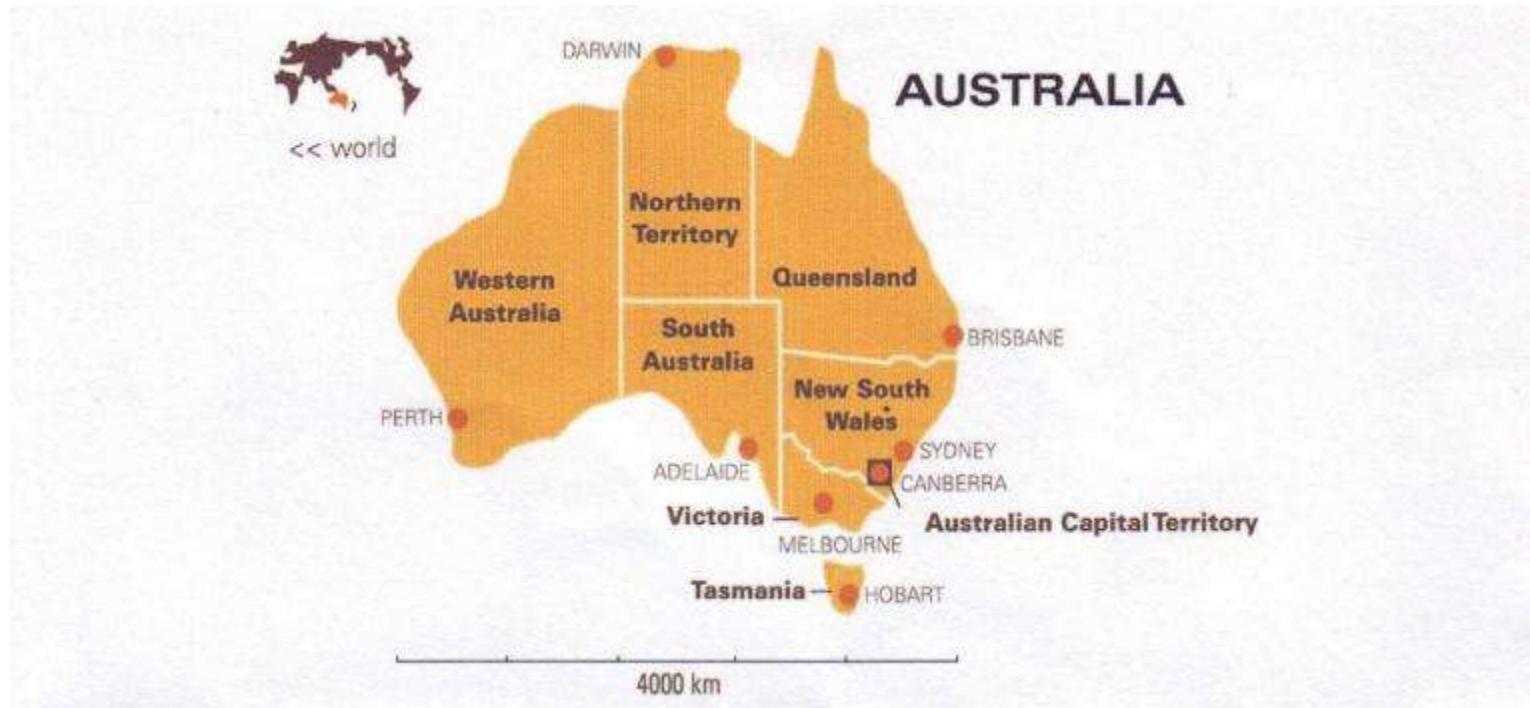 DARWIN
AUSTRALIA
<< world
Northern
Territory
Western
Australia
Queensland
South
Australia
BRISBANE
New South
Wales
PERTH
SYDNEY
ADELAIDE
CANBERRA
Victoria
Australian Capital Territory
MELBOURNE
Tasmania
HOBART
4000 km